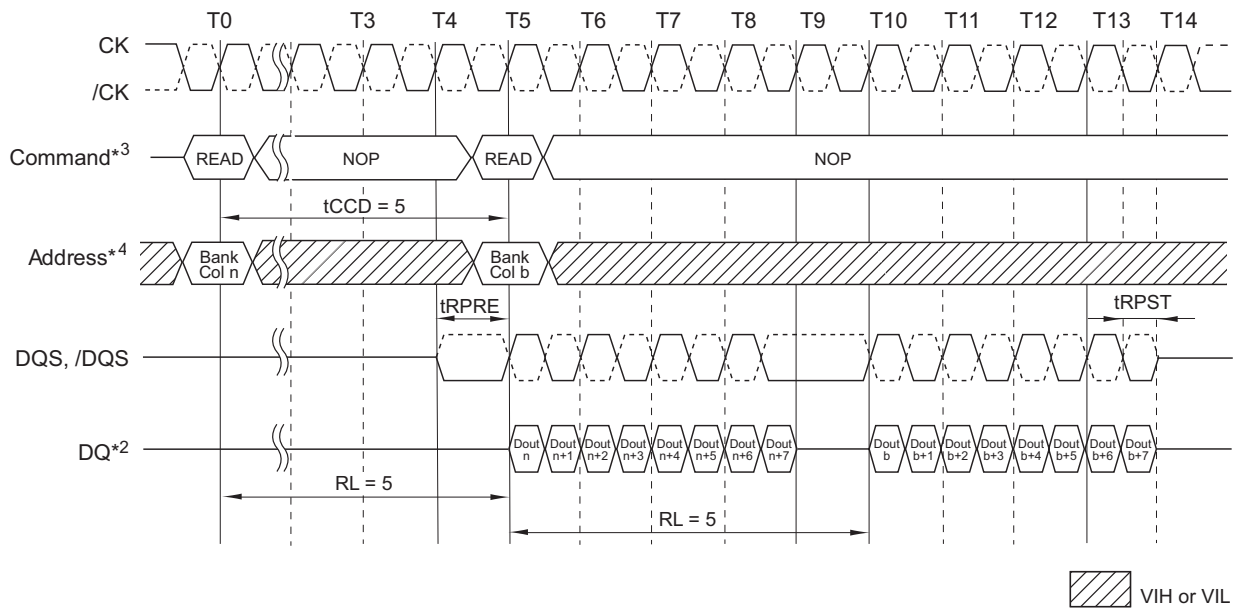 T0 T3 T4 T5 T6 T7 T8 T9 T10 T11 T12 T13 T14
CK
/CK
Command*3
READ
NOP
READ
NOP
tCCD = 5
Address*4
Bank
Col n
Bank
Col b
tRPRE
tRPST
DQS, /DQS
DQ*2
Dout
n
Dout
n+1
Dout
n+2
Dout
n+3
Dout
n+4
Dout
n+5
Dout
n+6
Dout
n+7
Dout
b
Dout
b+1
Dout
b+2
Dout
b+3
Dout
b+4
Dout
b+5
Dout
b+6
Dout
b+7
RL = 5
RL = 5
VIH or VIL